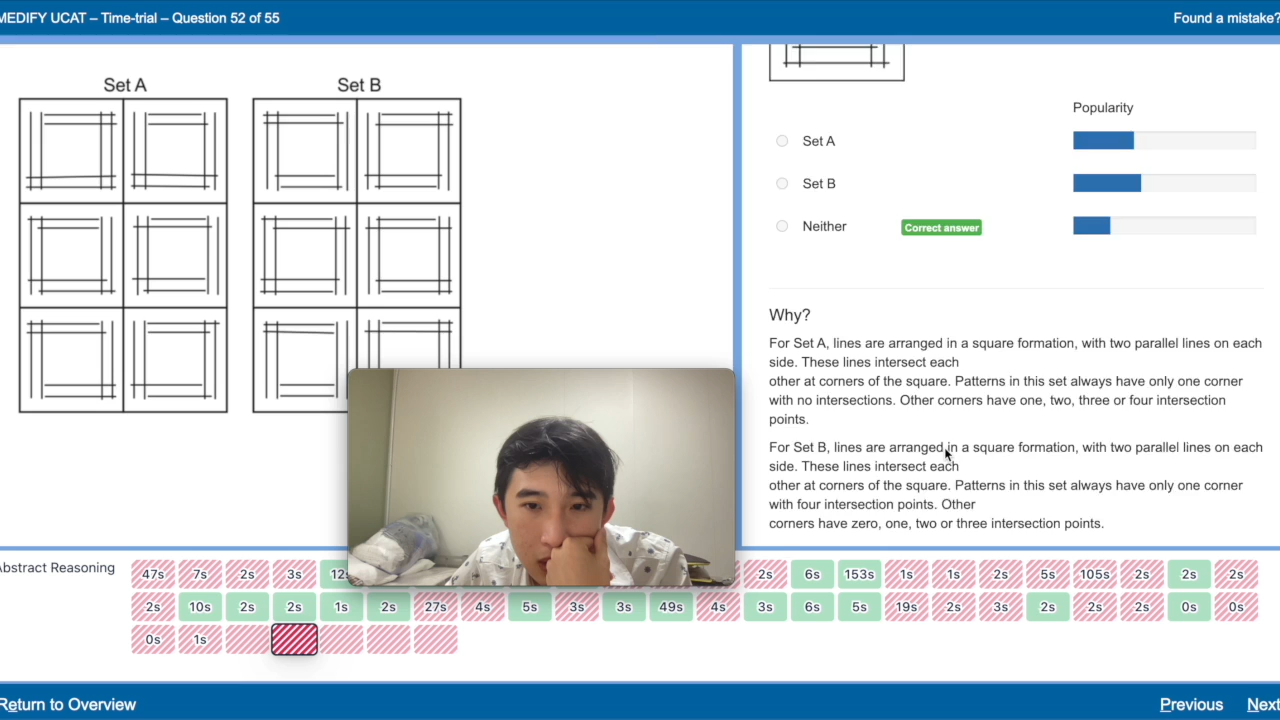 MEDIFY UCAT – Time-trial – Question 52 of 55
Found a mistake?
Set A
Set B
Popularity
Set A
Set B
Neither
Correct answer
Why?
For Set A, lines are arranged in a square formation, with two parallel lines on each
side. These lines intersect each
other at corners of the square. Patterns in this set always have only one corner
with no intersections. Other corners have one, two, three or four intersection
points.
For Set B, lines are arranged in a square formation, with two parallel lines on each
side. These lines intersect each
other at corners of the square. Patterns in this set always have only one corner
with four intersection points. Other
corners have zero, one, two or three intersection points.
Abstract Reasoning
47s 7s 2s 3s 12s 2s 6s 153s 1s 1s 2s 5s 105s 2s 2s 2s
2s 10s 2s 2s 1s 2s 27s 4s 5s 3s 3s 49s 4s 3s 6s 5s 19s 2s 3s 2s 2s 2s 0s 0s
0s 1s
Return to Overview
Previous
Next